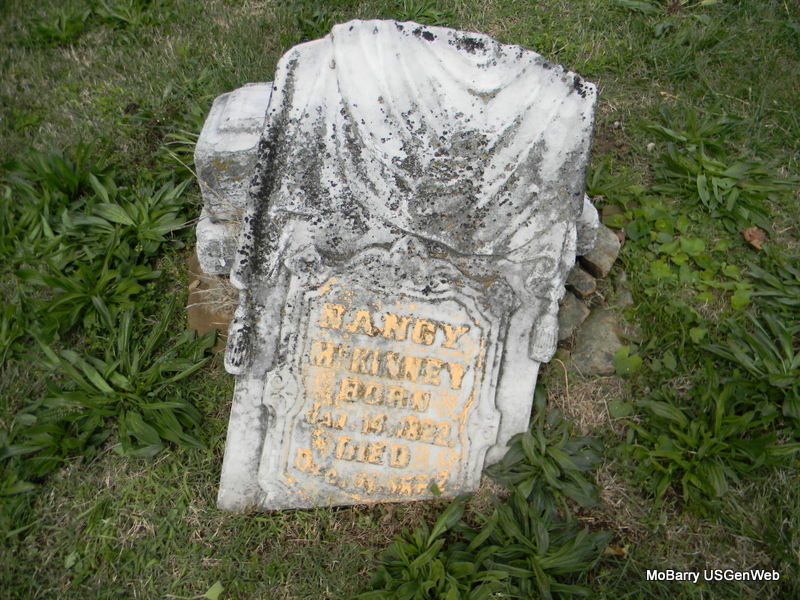 NANCY
McKINNEY
BORN
JAN. 14, 1822
DIED
MoBarry USGenWeb